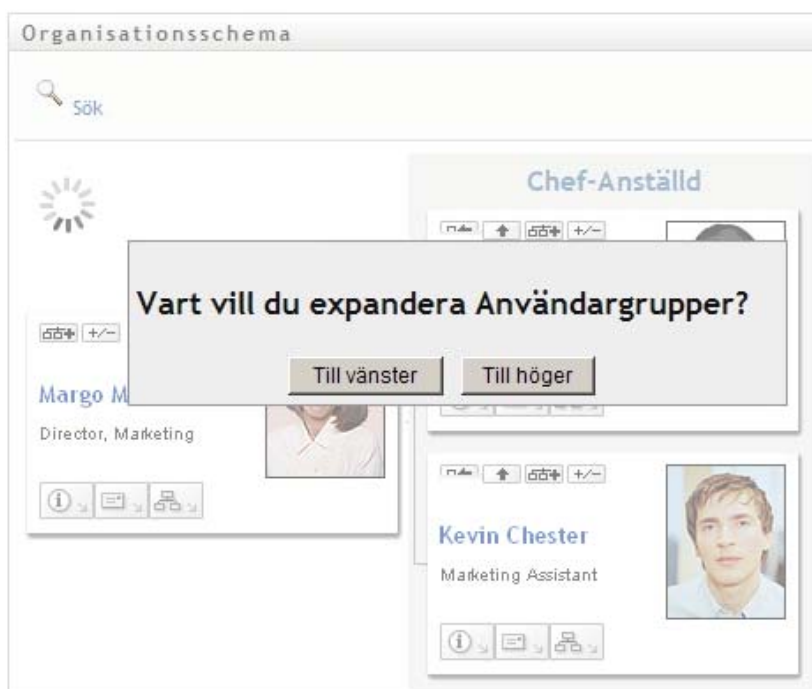 Organisationsschema
Sök
Chef-Anställd
+/-
Vart vill du expandera Användargrupper?
Till vänster Till höger
+/-
Margo
Director, Marketing
+/-
Kevin Chester
Marketing Assistant